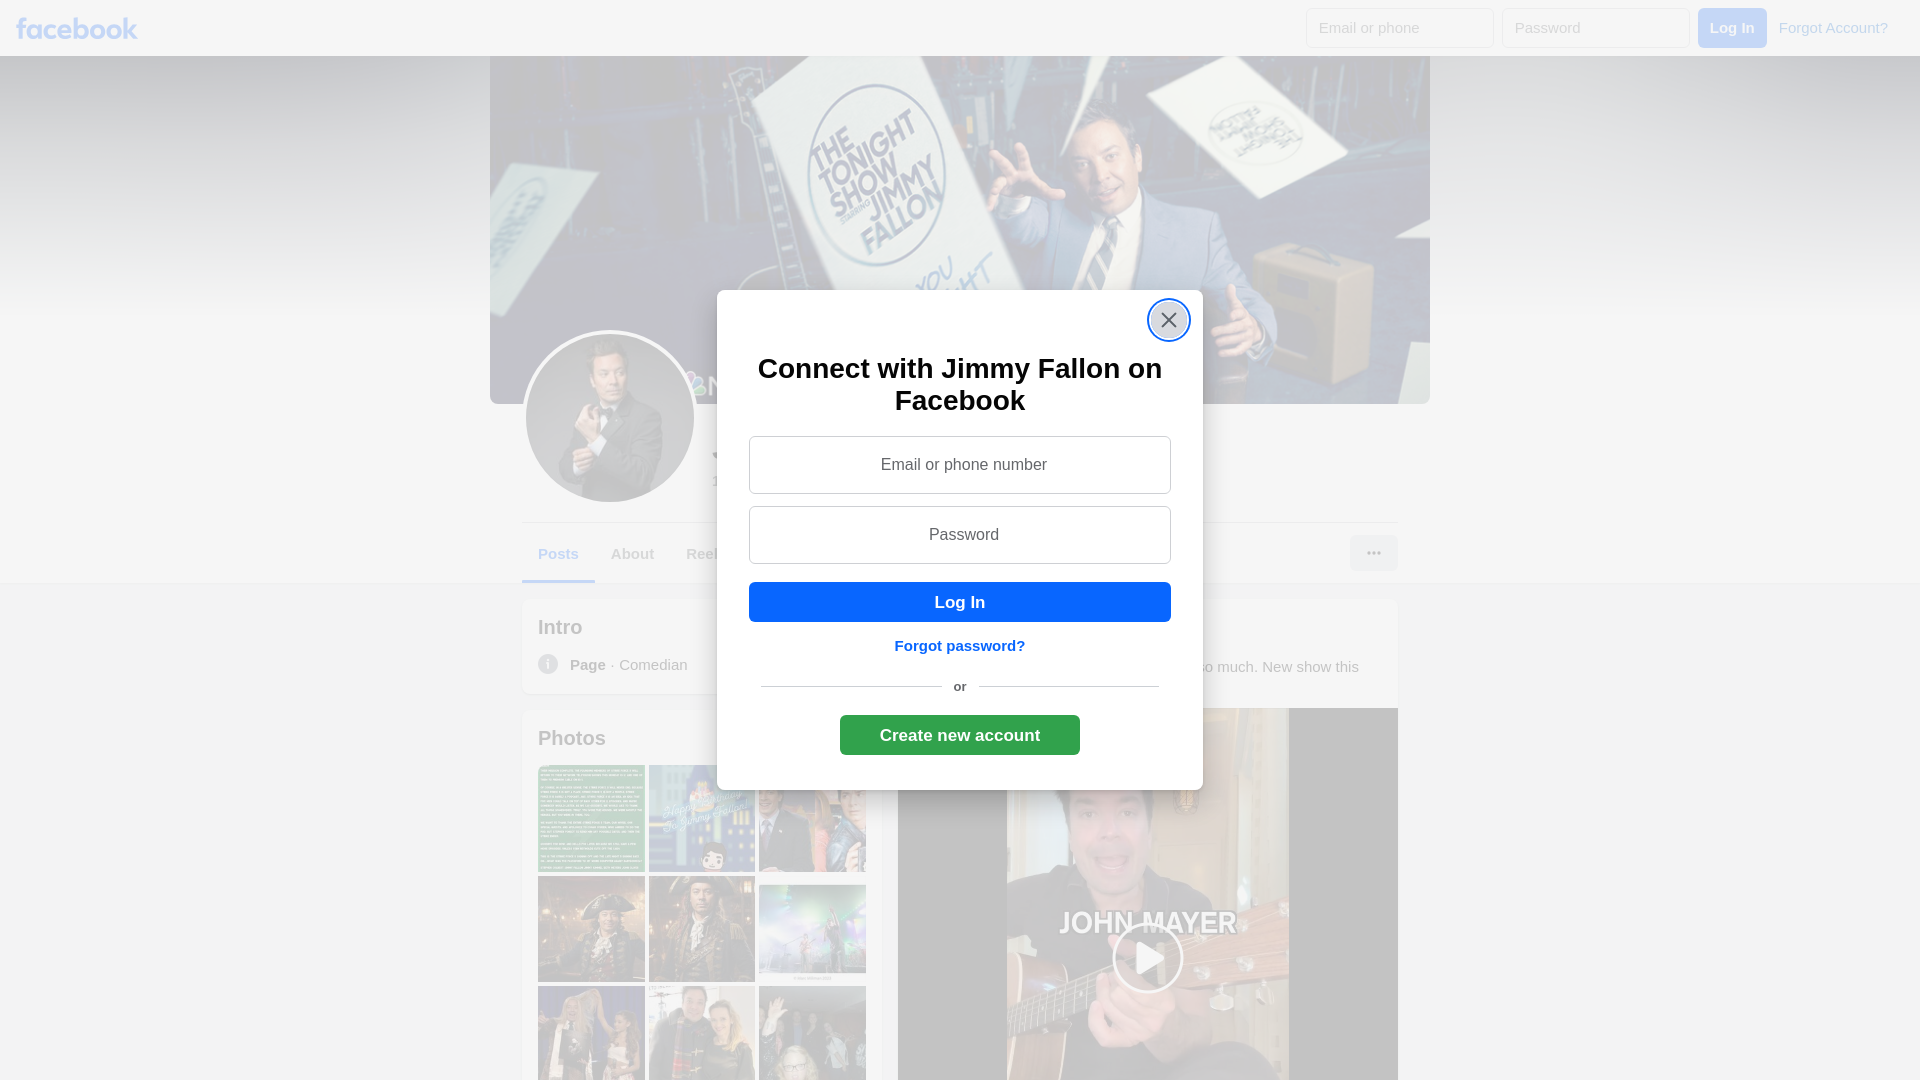 facebook
Email or phone
Password
Log In
Forgot Account?
THE
TONIGHT
SHOW
STARRING
JIMMY
FALLON
YOU
Connect with Jimmy Fallon on
Facebook
Email or phone number
Password
Log In
Forgot password?
or
Create new account
Posts
About
Reel
Intro
Page · Comedian
Photos
so much. New show this
JOHN MAYER